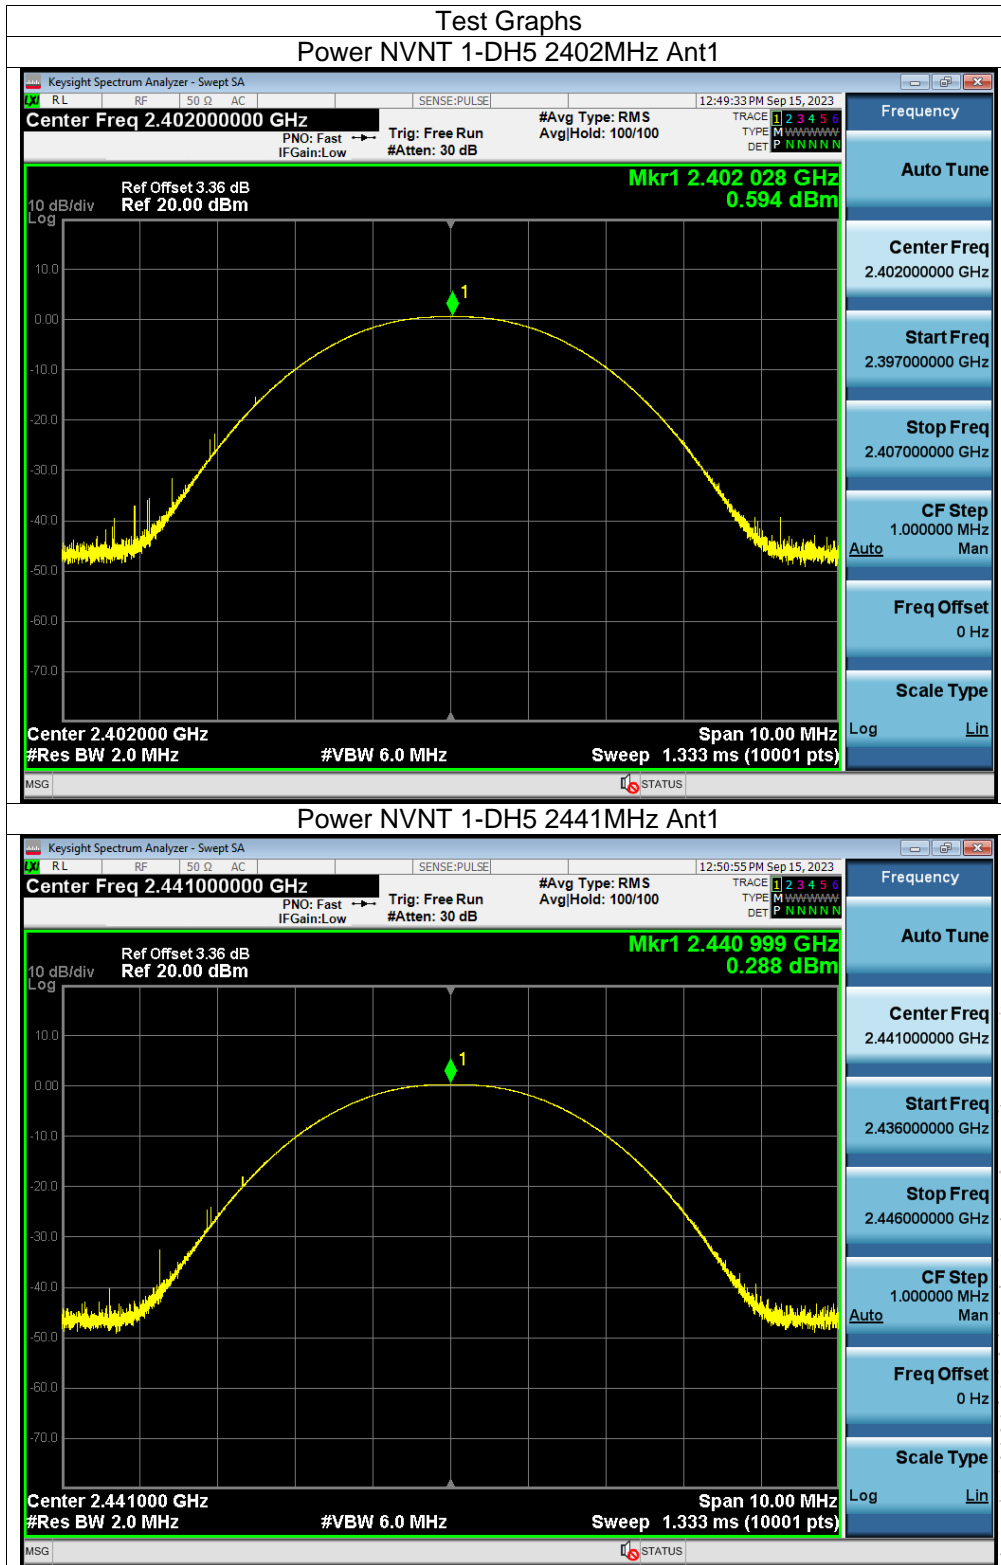 Test Graphs
Power NVNT 1-DH5 2402MHz Ant1
Keysight Spectrum Analyzer - Swept SA
LXI RL RF 50 Ω AC SENSE:PULSE 12:49:33 PM Sep 15, 2023
Center Freq 2.402000000 GHz #Avg Type: RMS TRACE 1 2 3 4 5 6
PNO: Fast Trig: Free Run Avg|Hold: 100/100 TYPE M WWWWW
IFGain:Low #Atten: 30 dB DET P N N N N N
Frequency
Auto Tune
Mkr1 2.402 028 GHz
0.594 dBm
Ref Offset 3.36 dB
10 dB/div Ref 20.00 dBm
Log
10.0
0.00
-10.0
-20.0
-30.0
-40.0
-50.0
-60.0
-70.0
1
Center Freq
2.402000000 GHz
Start Freq
2.397000000 GHz
Stop Freq
2.407000000 GHz
CF Step
1.000000 MHz
Auto Man
Freq Offset
0 Hz
Scale Type
Log Lin
Center 2.402000 GHz Span 10.00 MHz
#Res BW 2.0 MHz #VBW 6.0 MHz Sweep 1.333 ms (10001 pts)
MSG STATUS
Power NVNT 1-DH5 2441MHz Ant1
Keysight Spectrum Analyzer - Swept SA
LXI RL RF 50 Ω AC SENSE:PULSE 12:50:55 PM Sep 15, 2023
Center Freq 2.441000000 GHz #Avg Type: RMS TRACE 1 2 3 4 5 6
PNO: Fast Trig: Free Run Avg|Hold: 100/100 TYPE M WWWWW
IFGain:Low #Atten: 30 dB DET P N N N N N
Frequency
Auto Tune
Mkr1 2.440 999 GHz
0.288 dBm
Ref Offset 3.36 dB
10 dB/div Ref 20.00 dBm
Log
10.0
0.00
-10.0
-20.0
-30.0
-40.0
-50.0
-60.0
-70.0
1
Center Freq
2.441000000 GHz
Start Freq
2.436000000 GHz
Stop Freq
2.446000000 GHz
CF Step
1.000000 MHz
Auto Man
Freq Offset
0 Hz
Scale Type
Log Lin
Center 2.441000 GHz Span 10.00 MHz
#Res BW 2.0 MHz #VBW 6.0 MHz Sweep 1.333 ms (10001 pts)
MSG STATUS